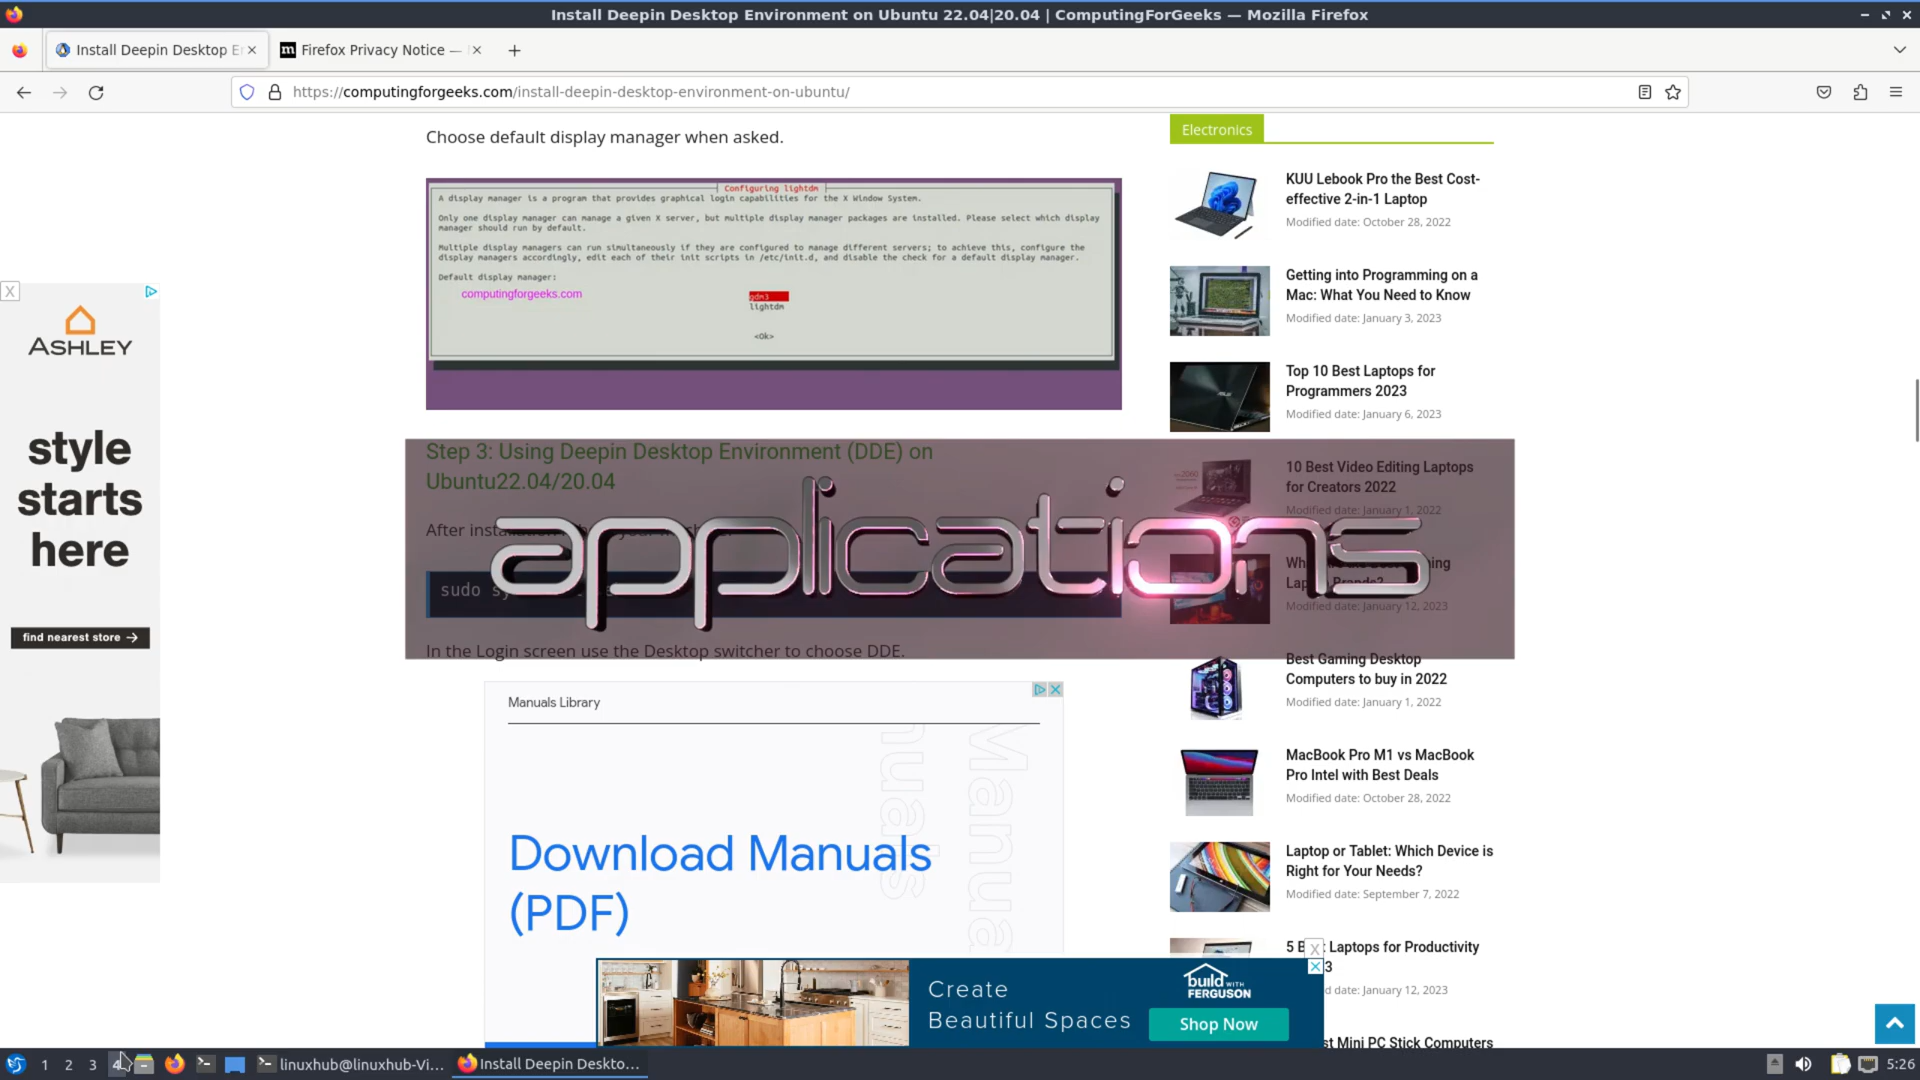 Install Deepin Desktop Environment on Ubuntu 22.04|20.04 | ComputingForGeeks — Mozilla Firefox
Install Deepin Desktop E
Firefox Privacy Notice —
https://computingforgeeks.com/install-deepin-desktop-environment-on-ubuntu/
Choose default display manager when asked.
Configuring lightdm
A display manager is a program that provides graphical login capabilities for the X Window System.
Only one display manager can manage a given X server, but multiple display manager packages are installed. Please select which display
manager should run by default.
Multiple display managers can run simultaneously if they are configured to manage different servers; to achieve this, configure the
display managers accordingly, edit each of their init scripts in /etc/init.d, and disable the check for a default display manager.
Default display manager:
computingforgeeks.com
gdm3
lightdm
<Ok>
Step 3: Using Deepin Desktop Environment (DDE) on
Ubuntu22.04/20.04
After
sudo
applications
In the Login screen use the Desktop switcher to choose DDE.
Manuals Library
Manuals
Download Manuals
(PDF)
X
ASHLEY
style
starts
here
find nearest store →
Electronics
KUU Lebook Pro the Best Cost-
effective 2-in-1 Laptop
Modified date: October 28, 2022
Getting into Programming on a
Mac: What You Need to Know
Modified date: January 3, 2023
Top 10 Best Laptops for
Programmers 2023
Modified date: January 6, 2023
10 Best Video Editing Laptops
for Creators 2022
Modified date: January 1, 2022
Brands?
Modified date: January 12, 2023
Best Gaming Desktop
Computers to buy in 2022
Modified date: January 1, 2022
MacBook Pro M1 vs MacBook
Pro Intel with Best Deals
Modified date: October 28, 2022
Laptop or Tablet: Which Device is
Right for Your Needs?
Modified date: September 7, 2022
5 Laptops for Productivity
3
date: January 12, 2023
st Mini PC Stick Computers
Create
Beautiful Spaces
build WITH
FERGUSON
Shop Now
X
1 2 3 4
linuxhub@linuxhub-Vi...
Install Deepin Deskto...
5:26